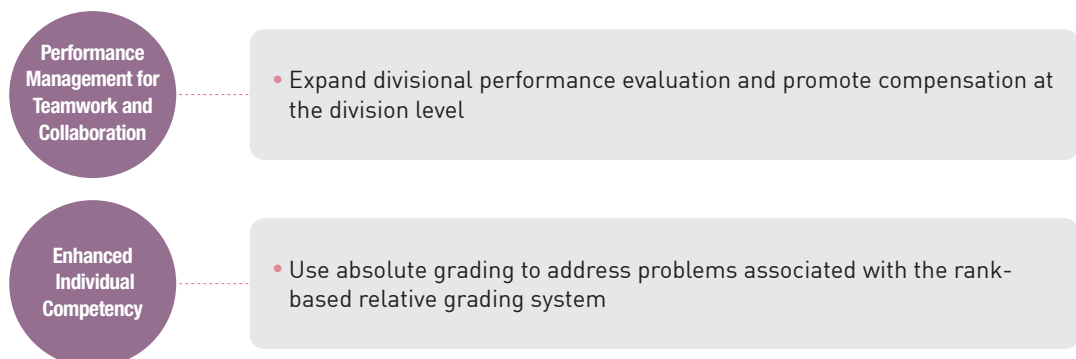 Performance
Management for
Teamwork and
Collaboration
• Expand divisional performance evaluation and promote compensation at
the division level
Enhanced
Individual
Competency
• Use absolute grading to address problems associated with the rank-
based relative grading system